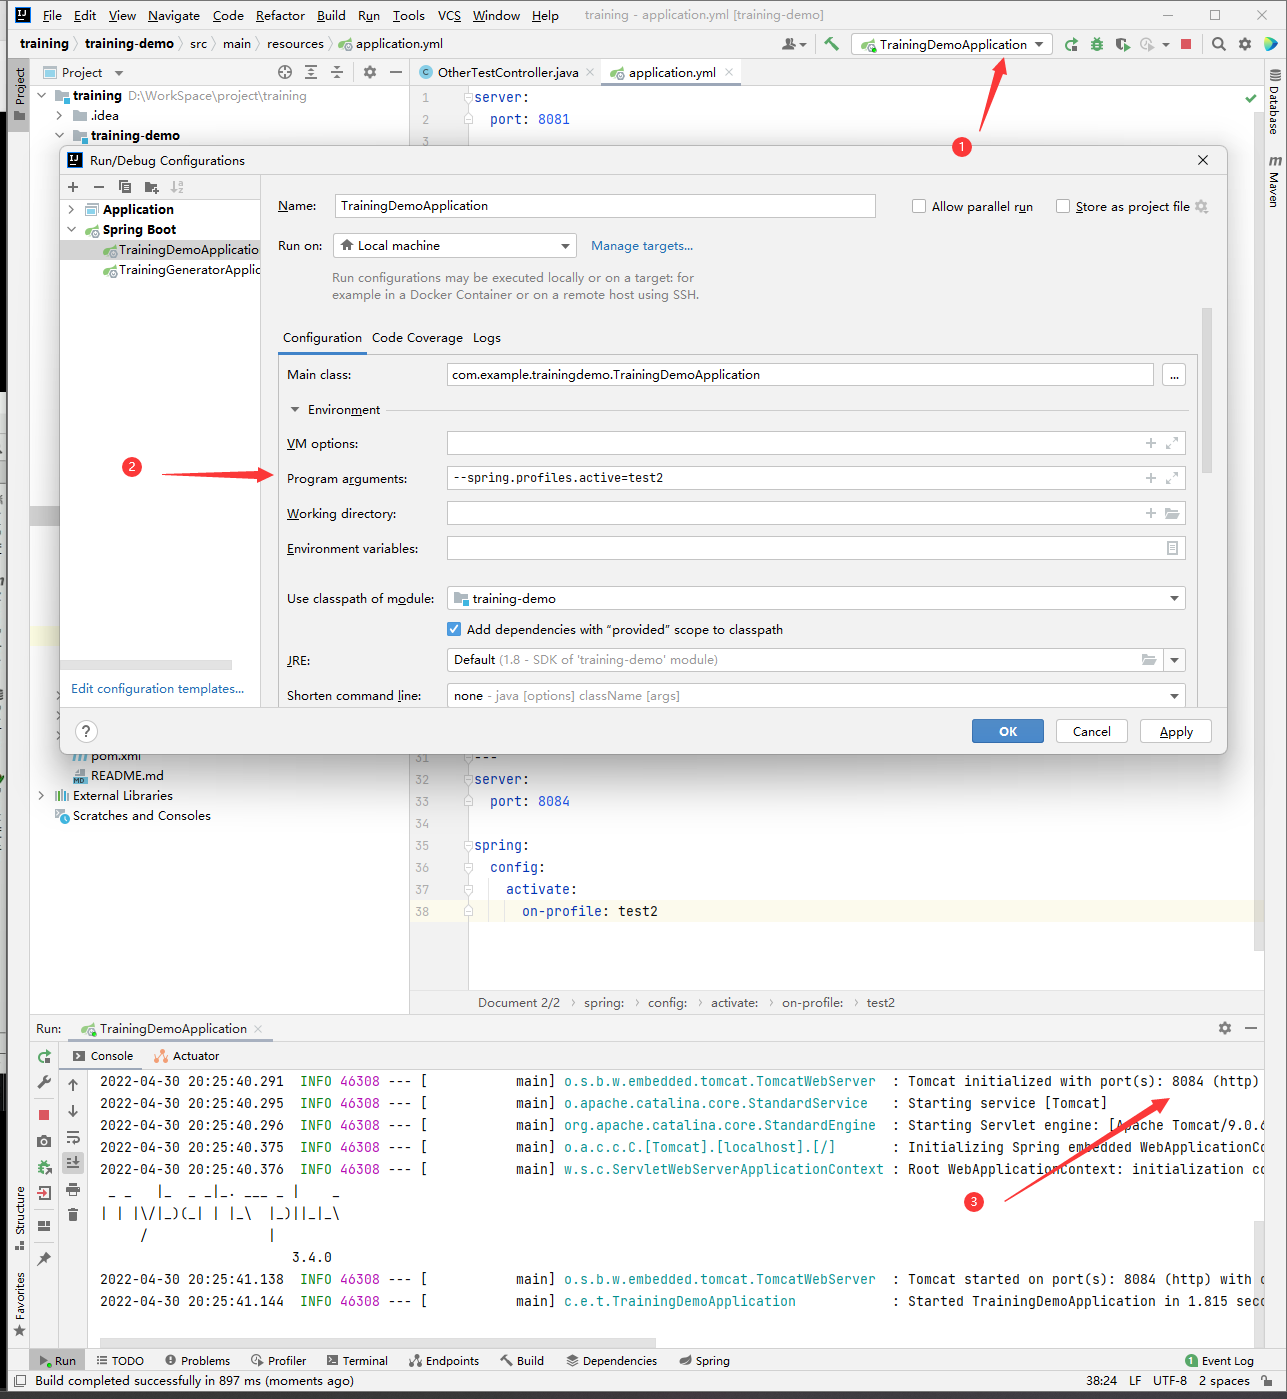 File Edit View Navigate Code Refactor Build Run Tools VCS Window Help training - application.yml [training-demo]
training training-demo src main resources application.yml TrainingDemoApplication
Project OtherTestController.java application.yml
training D:\WorkSpace\project\training
.idea
training-demo
1 server:
2 port: 8081
3
1
Project
Database
Maven
Run/Debug Configurations
Application
Spring Boot
TrainingDemoApplicatio
TrainingGeneratorApplic
Edit configuration templates...
Name: TrainingDemoApplication Allow parallel run Store as project file
Run on: Local machine Manage targets...
Run configurations may be executed locally or on a target: for
example in a Docker Container or on a remote host using SSH.
Configuration Code Coverage Logs
Main class: com.example.trainingdemo.TrainingDemoApplication ...
Environment
VM options:
2
Program arguments: --spring.profiles.active=test2
Working directory:
Environment variables:
Use classpath of module: training-demo
Add dependencies with “provided” scope to classpath
JRE: Default (1.8 - SDK of 'training-demo' module)
Shorten command line: none - java [options] className [args]
? OK Cancel Apply
pom.xml
README.md
External Libraries
Scratches and Consoles
31 ---
32 server:
33 port: 8084
34
35 spring:
36 config:
37 activate:
38 on-profile: test2
Document 2/2 spring: config: activate: on-profile: test2
Run: TrainingDemoApplication
Console Actuator
2022-04-30 20:25:40.291 INFO 46308 --- [ main] o.s.b.w.embedded.tomcat.TomcatWebServer : Tomcat initialized with port(s): 8084 (http)
2022-04-30 20:25:40.295 INFO 46308 --- [ main] o.apache.catalina.core.StandardService : Starting service [Tomcat]
2022-04-30 20:25:40.296 INFO 46308 --- [ main] org.apache.catalina.core.StandardEngine : Starting Servlet engine: [Apache Tomcat/9.0.6
2022-04-30 20:25:40.375 INFO 46308 --- [ main] o.a.c.c.C.[Tomcat].[localhost].[/] : Initializing Spring embedded WebApplicationCo
2022-04-30 20:25:40.376 INFO 46308 --- [ main] w.s.c.ServletWebServerApplicationContext : Root WebApplicationContext: initialization co
 _ _   |_  _ _|_. ___ _ |    _
| | |\/|_)(_| | |_\  |_)||_|_\
     /               |
3.4.0
3
2022-04-30 20:25:41.138 INFO 46308 --- [ main] o.s.b.w.embedded.tomcat.TomcatWebServer : Tomcat started on port(s): 8084 (http) with c
2022-04-30 20:25:41.144 INFO 46308 --- [ main] c.e.t.TrainingDemoApplication : Started TrainingDemoApplication in 1.815 seco
Structure
Favorites
Run TODO Problems Profiler Terminal Endpoints Build Dependencies Spring 1 Event Log
Build completed successfully in 897 ms (moments ago) 38:24 LF UTF-8 2 spaces